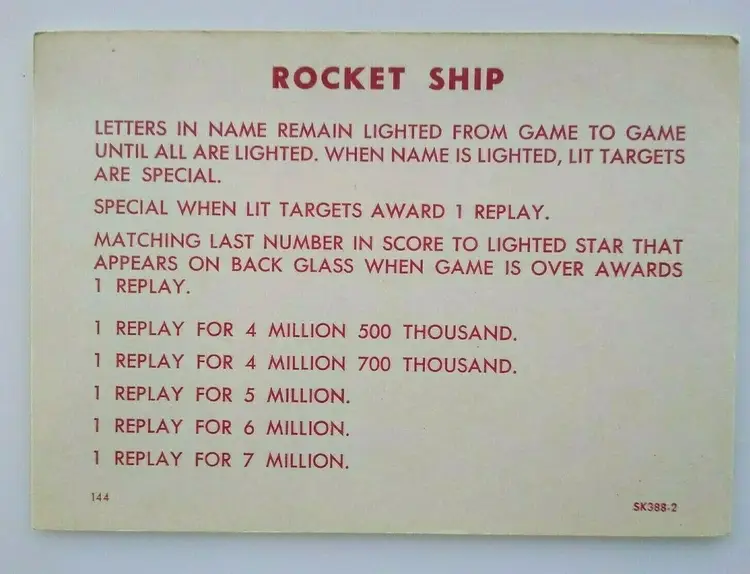 ROCKET SHIP
LETTERS IN NAME REMAIN LIGHTED FROM GAME TO GAME
UNTIL ALL ARE LIGHTED. WHEN NAME IS LIGHTED, LIT TARGETS
ARE SPECIAL.
SPECIAL WHEN LIT TARGETS AWARD 1 REPLAY.
MATCHING LAST NUMBER IN SCORE TO LIGHTED STAR THAT
APPEARS ON BACK GLASS WHEN GAME IS OVER AWARDS
1 REPLAY.
1 REPLAY FOR 4 MILLION 500 THOUSAND.
1 REPLAY FOR 4 MILLION 700 THOUSAND.
1 REPLAY FOR 5 MILLION.
1 REPLAY FOR 6 MILLION.
1 REPLAY FOR 7 MILLION.
144
SK388-2